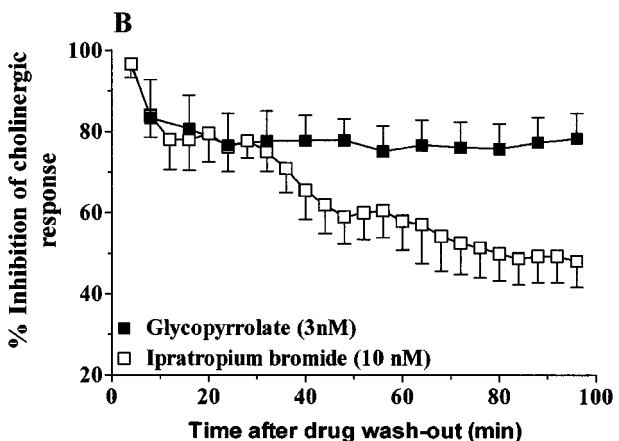 B
% Inhibition of cholinergic
response
100
80
60
40
20
Glycopyrrolate (3nM)
Ipratropium bromide (10 nM)
0
20
40
60
80
100
Time after drug wash-out (min)